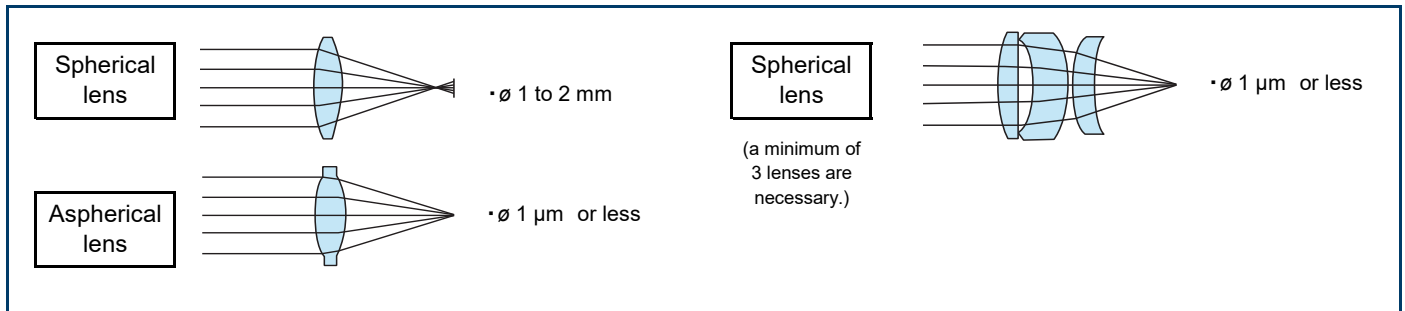 Spherical
lens
· ø 1 to 2 mm
Aspherical
lens
· ø 1 µm or less
Spherical
lens
(a minimum of
3 lenses are
necessary.)
· ø 1 µm or less